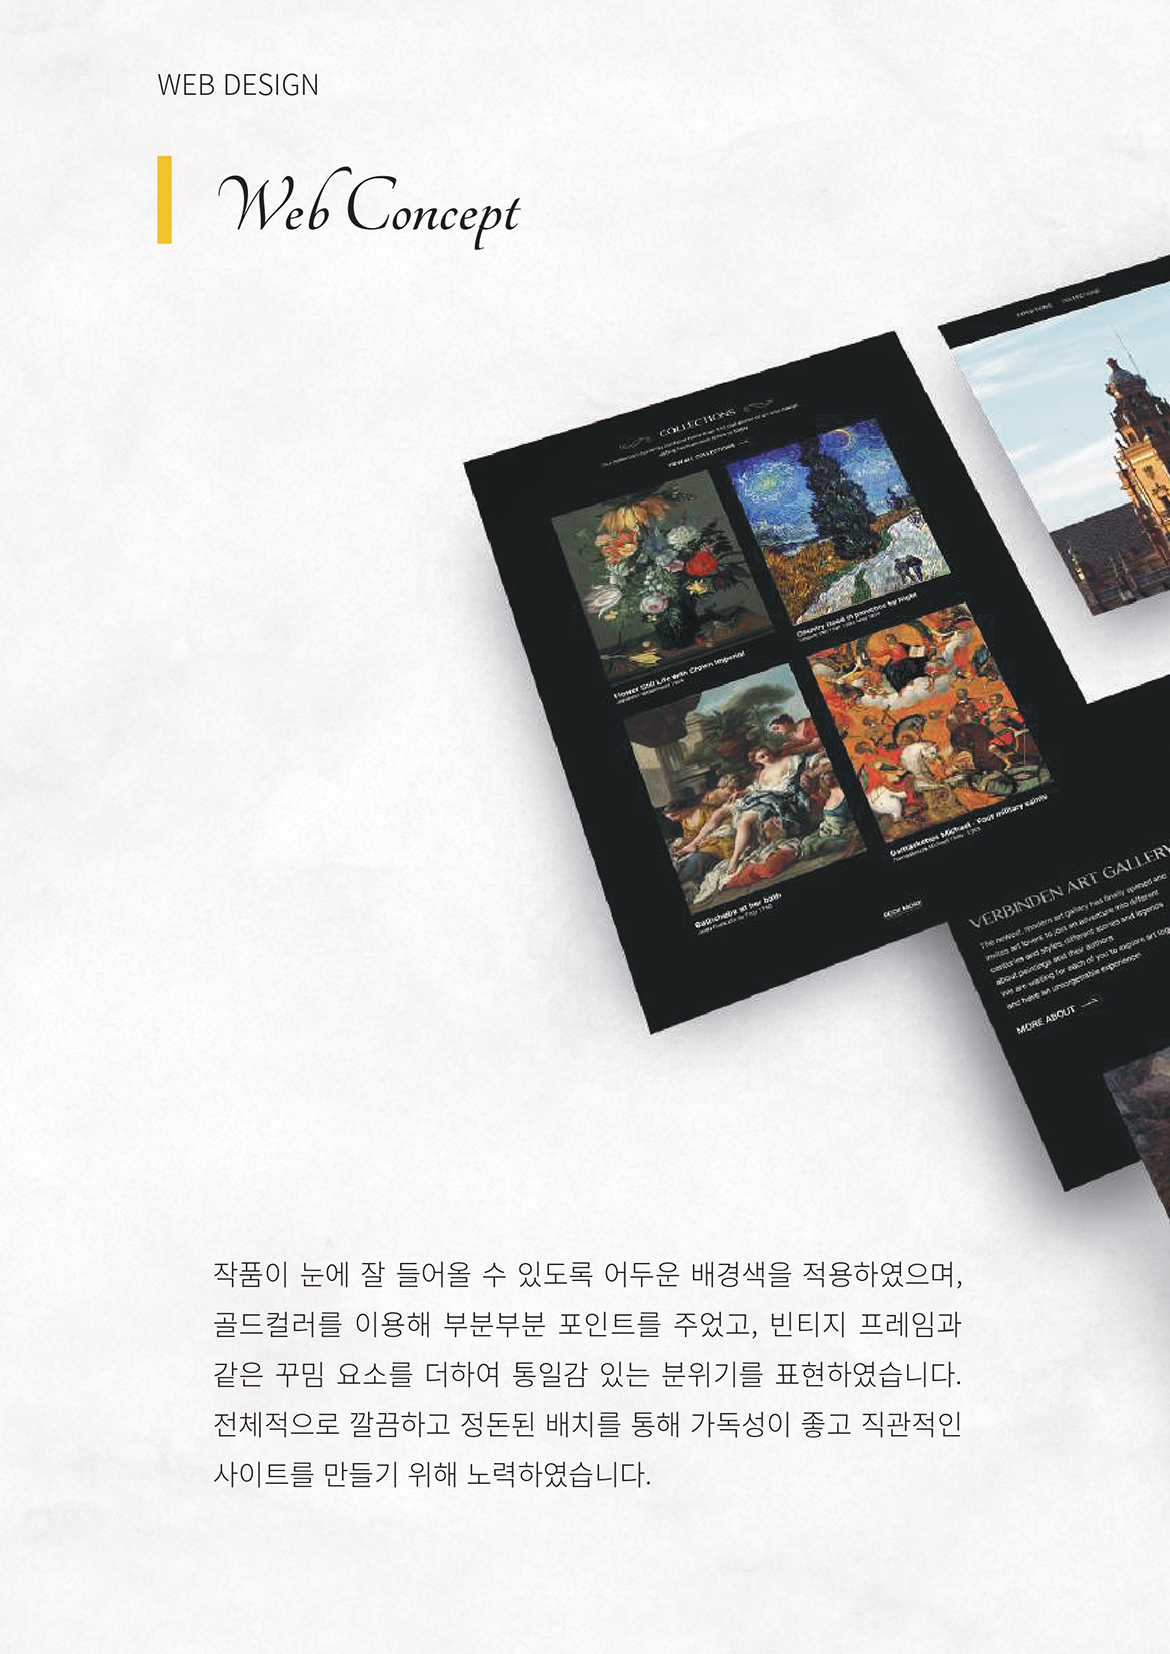 WEB DESIGN
Web Concept
COLLECTIONS
VIEW ALL COLLECTIONS
Flower Still Life with Crown Imperial
Country Road in provence by Night
Bathsheba at her bath
Damaskenus Michael - Four military saints
VERBINDEN ART GALLERY
The newest, modern art gallery has finally opened and
invites art lovers to join an adventure into different
centuries and styles, different stories and legends
about paintings and their authors.
We are waiting for each of you to explore art
and have an unsorgettable experience.
MORE ABOUT
작품이 눈에 잘 들어올 수 있도록 어두운 배경색을 적용하였으며,
골드컬러를 이용해 부분부분 포인트를 주었고, 빈티지 프레임과
같은 꾸밈 요소를 더하여 통일감 있는 분위기를 표현하였습니다.
전체적으로 깔끔하고 정돈된 배치를 통해 가독성이 좋고 직관적인
사이트를 만들기 위해 노력하였습니다.